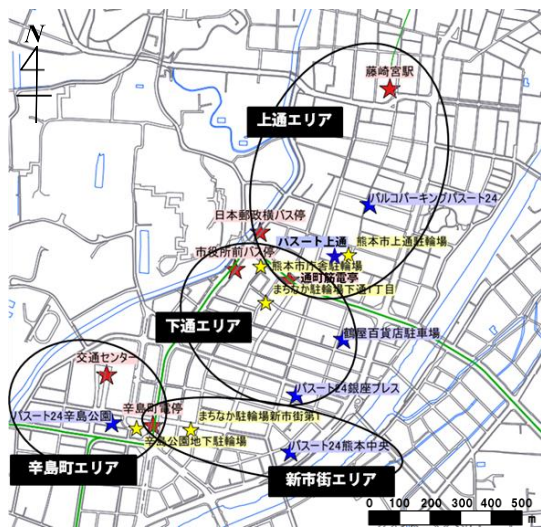 N
藤崎宮駅
上通エリア
パルコパーキングパスート24
日本郵政横バス停
パスート上通
熊本市上通駐輪場
市役所前バス停
熊本市庁舎駐輪場
通町筋電停
まちなか駐輪場下通1丁目
下通エリア
鶴屋百貨店駐車場
交通センター
パスート24銀座プレス
パスート24辛島公園
辛島町電停
まちなか駐輪場新市街第1
辛島公園地下駐輪場
パスート24熊本中央
辛島町エリア
新市街エリア
0 100 200 300 400 500
m